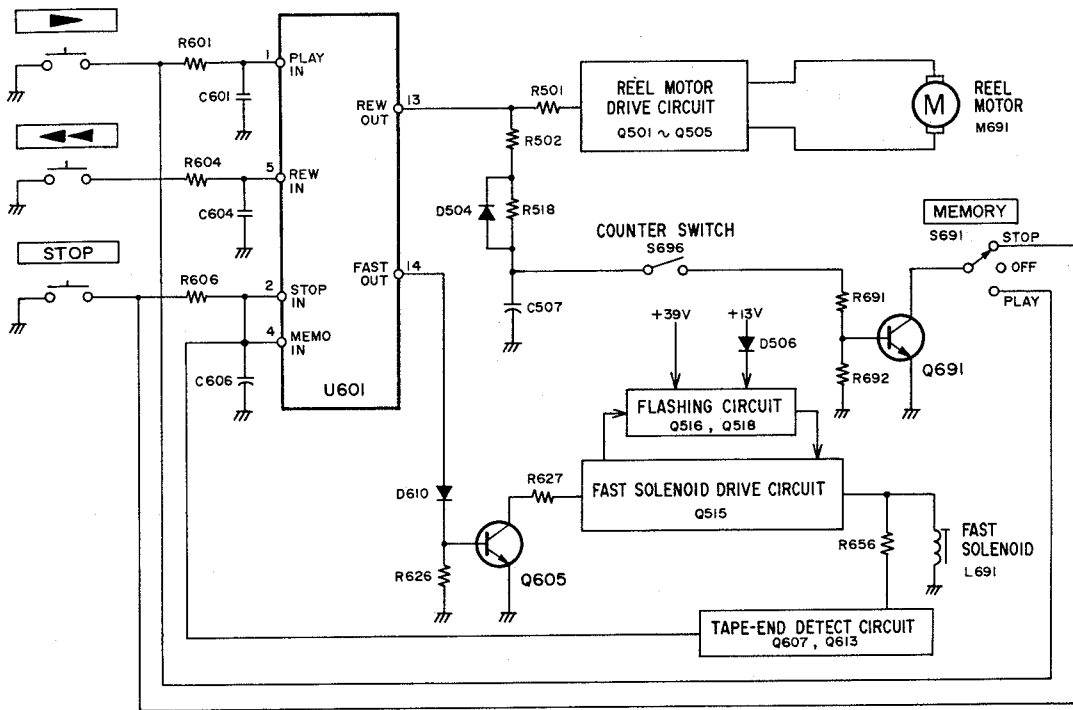 R601
1
PLAY
IN
C601
R604
5
REW
IN
C604
STOP
R606
2
STOP
IN
4
MEMO
IN
C606
U601
REW
OUT
13
FAST
OUT
14
R501
R502
D504
R518
C507
REEL MOTOR
DRIVE CIRCUIT
Q501 ~ Q505
M
REEL
MOTOR
M691
COUNTER SWITCH
S696
MEMORY
S691
STOP
OFF
PLAY
R691
R692
Q691
+39V
+13V
D506
FLASHING CIRCUIT
Q516 , Q518
D610
R626
Q605
R627
FAST SOLENOID DRIVE CIRCUIT
Q515
R656
FAST
SOLENOID
L691
TAPE-END DETECT CIRCUIT
Q607 , Q613